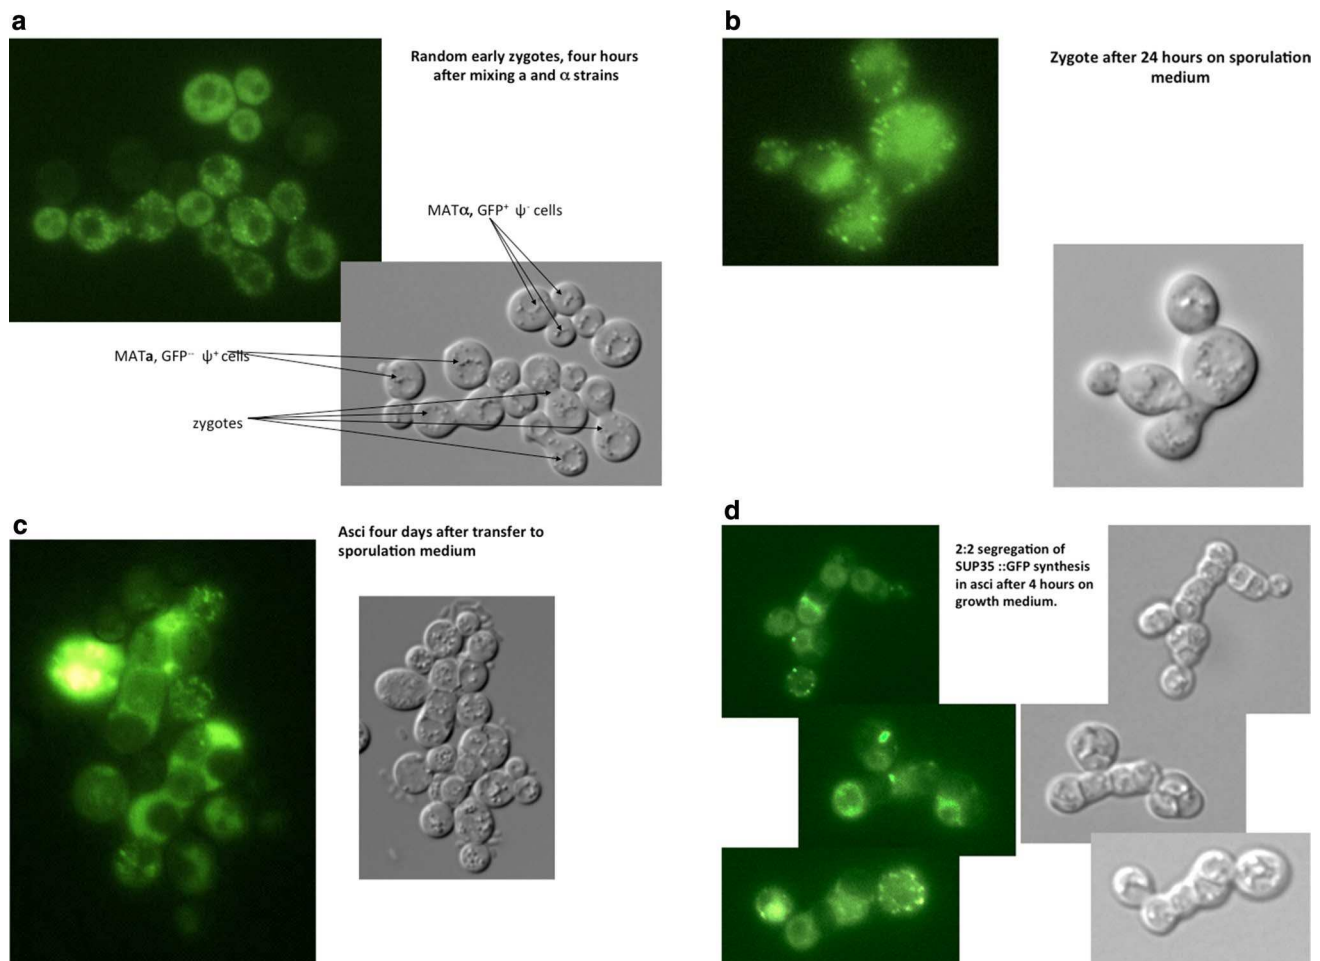 a
Random early zygotes, four hours
after mixing a and α strains
MATα, GFP⁺ ψ⁻ cells
MATa, GFP⁻⁻ ψ⁺ cells
zygotes
b
Zygote after 24 hours on sporulation
medium
c
Asci four days after transfer to
sporulation medium
d
2:2 segregation of
SUP35 ::GFP synthesis
in asci after 4 hours on
growth medium.